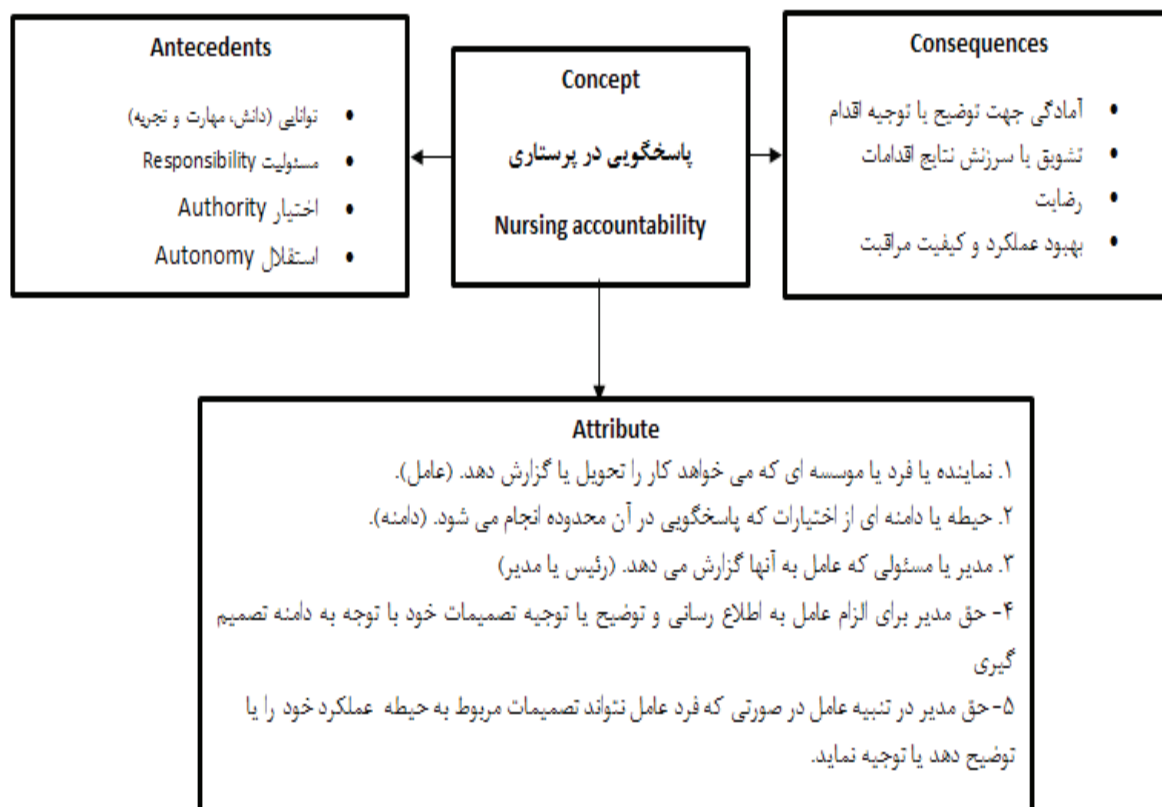 Antecedents
توانایی (دانش، مهارت و تجربه)
مسئولیت Responsibility
اختیار Authority
استقلال Autonomy
Concept
پاسخگویی در پرستاری
Nursing accountability
Consequences
آمادگی جهت توضیح یا توجیه اقدام
تشویق یا سرزنش نتایج اقدامات
رضایت
بهبود عملکرد و کیفیت مراقبت
Attribute
۱. نماینده یا فرد یا موسسه ای که می خواهد کار را تحویل یا گزارش دهد. (عامل).
۲. حیطه یا دامنه ای از اختیارات که پاسخگویی در آن محدوده انجام می شود. (دامنه).
۳. مدیر یا مسئولی که عامل به آنها گزارش می دهد. (رئیس یا مدیر)
۴- حق مدیر برای الزام عامل به اطلاع رسانی و توضیح یا توجیه تصمیمات خود با توجه به دامنه تصمیم
گیری
۵-حق مدیر در تنبیه عامل در صورتی که فرد عامل نتواند تصمیمات مربوط به حیطه عملکرد خود را یا
توضیح دهد یا توجیه نماید.